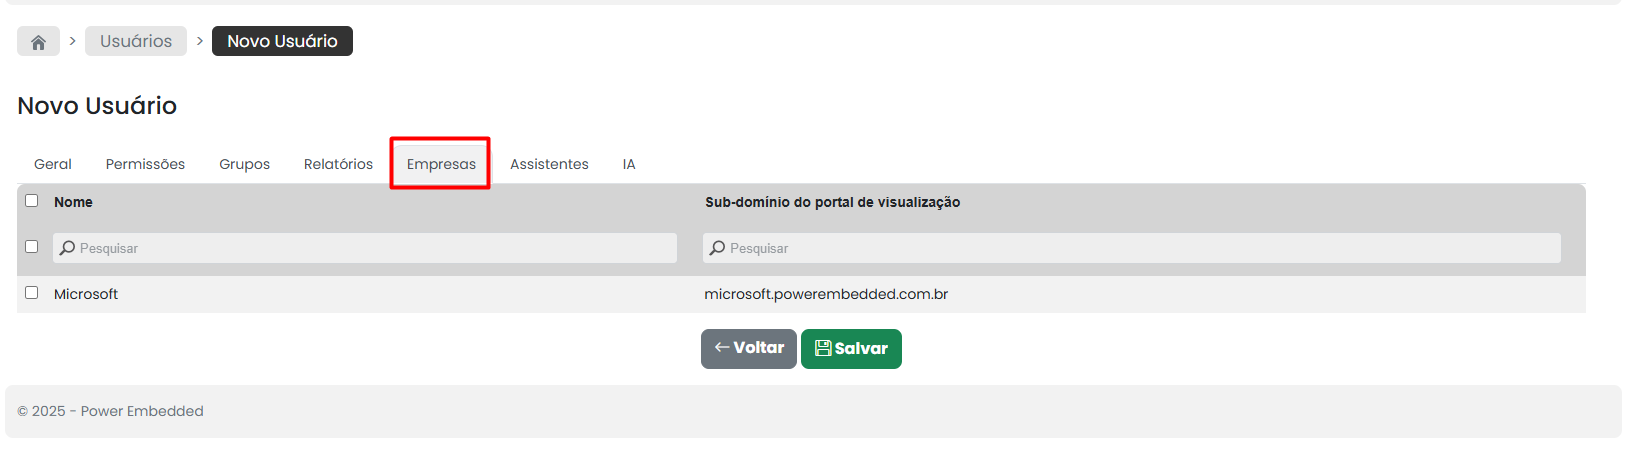 > Usuários > Novo Usuário
Novo Usuário
Geral Permissões Grupos Relatórios Empresas Assistentes IA
Nome Sub-domínio do portal de visualização
Pesquisar Pesquisar
Microsoft microsoft.powerembedded.com.br
← Voltar Salvar
© 2025 - Power Embedded